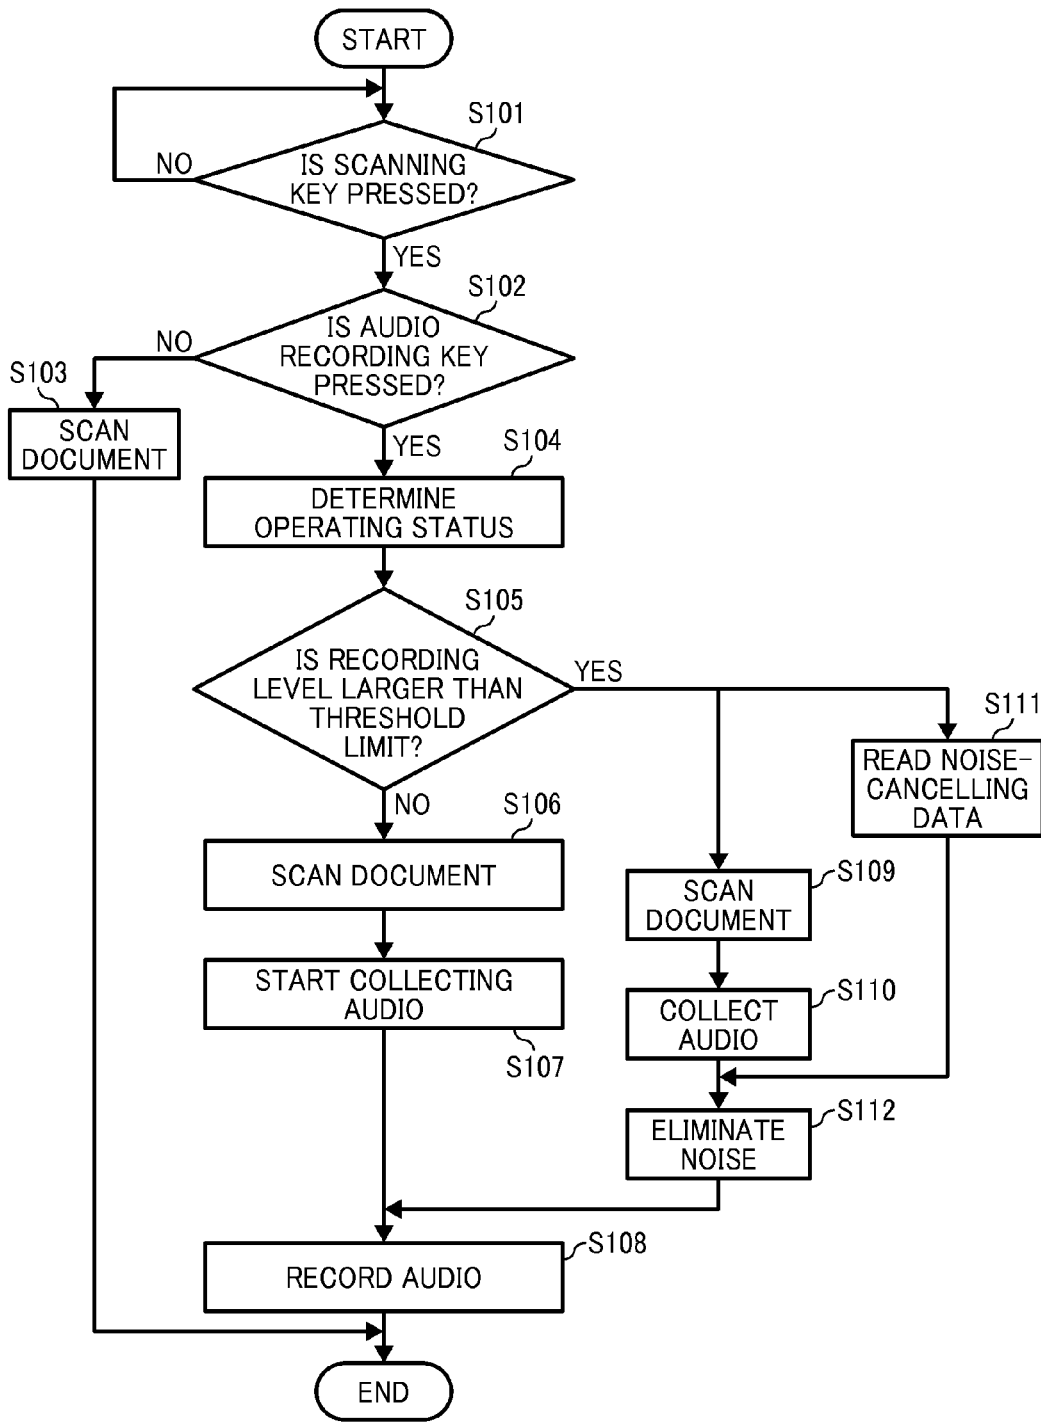 START
S101
IS SCANNING
KEY PRESSED?
NO
YES
S102
IS AUDIO
RECORDING KEY
PRESSED?
NO
YES
S103
SCAN
DOCUMENT
S104
DETERMINE
OPERATING STATUS
S105
IS RECORDING
LEVEL LARGER THAN
THRESHOLD
LIMIT?
YES
NO
S106
SCAN DOCUMENT
START COLLECTING
AUDIO
S107
S111
READ NOISE-
CANCELLING
DATA
S109
SCAN
DOCUMENT
S110
COLLECT
AUDIO
S112
ELIMINATE
NOISE
S108
RECORD AUDIO
END